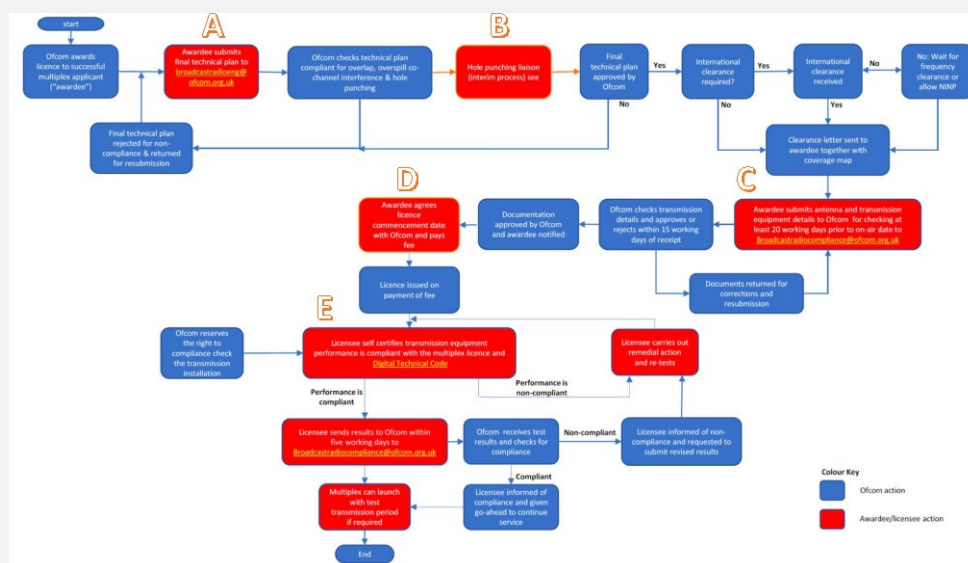 A
B
start
Ofcom awards
licence to successful
multiplex applicant
("awardee")
Awardee submits
final technical plan to
broadcastradioeng@
ofcom.org.uk
Ofcom checks technical plan
compliant for overlap, overspill co-
channel interference & hole
punching
Hole punching liaison
(interim process) see
Final
technical plan
approved by
Ofcom
Yes
No
International
clearance
required?
Yes
No
International
clearance
received
No
Yes
No: Wait for
frequency clearance or
allow NINP
Final technical plan
rejected for non-
compliance & returned
for resubmission
Clearance letter sent to
awardee together with
coverage map
C
D
Awardee submits antenna and transmission
equipment details to Ofcom for checking at
least 20 working days prior to on-air date to
Broadcastradiocompliance@ofcom.org.uk
Ofcom checks transmission
details and approves or
rejects within 15 working
days of receipt
Documentation
approved by Ofcom
and awardee notified
Awardee agrees
licence
commencement date
with Ofcom and pays
fee
Documents returned for
corrections and
resubmission
Licence issued on
payment of fee
E
Ofcom reserves
the right to
compliance check
the transmission
installation
Licensee self certifies transmission equipment
performance is compliant with the multiplex licence and
Digital Technical Code
Licensee carries out
remedial action
and re-tests
Performance is
compliant
Performance is
non-compliant
Licensee sends results to Ofcom within
five working days to
Broadcastradiocompliance@ofcom.org.uk
Ofcom receives test
results and checks for
compliance
Non-compliant
Licensee informed of non-
compliance and requested to
submit revised results
Compliant
Multiplex can launch
with test
transmission period
if required
Licensee informed of
compliance and given
go-ahead to continue
service
End
Colour Key
Ofcom action
Awardee/licensee action